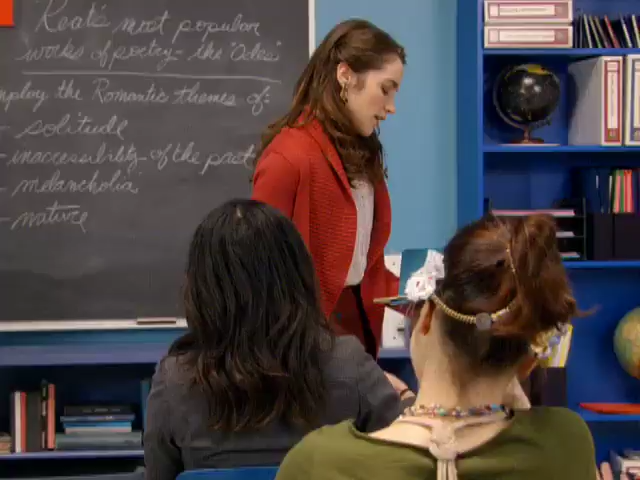 Keats most popular
works of poetry - the "Odes"
mploy the Romantic themes of:
- solitude
- inaccessibility of the past
- melancholia
- nature